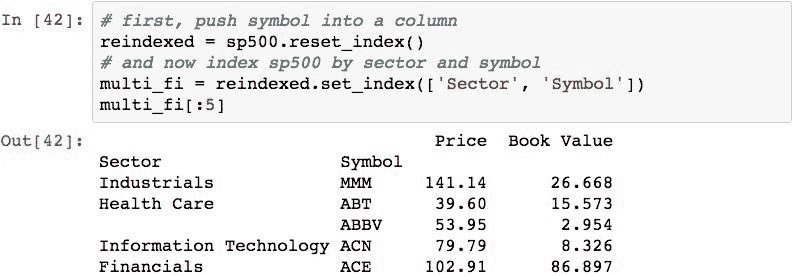 In [42]: # first, push symbol into a column
reindexed = sp500.reset_index()
# and now index sp500 by sector and symbol
multi_fi = reindexed.set_index(['Sector', 'Symbol'])
multi_fi[:5]
Out[42]: Price Book Value
Sector Symbol
Industrials MMM 141.14 26.668
Health Care ABT 39.60 15.573
ABBV 53.95 2.954
Information Technology ACN 79.79 8.326
Financials ACE 102.91 86.897